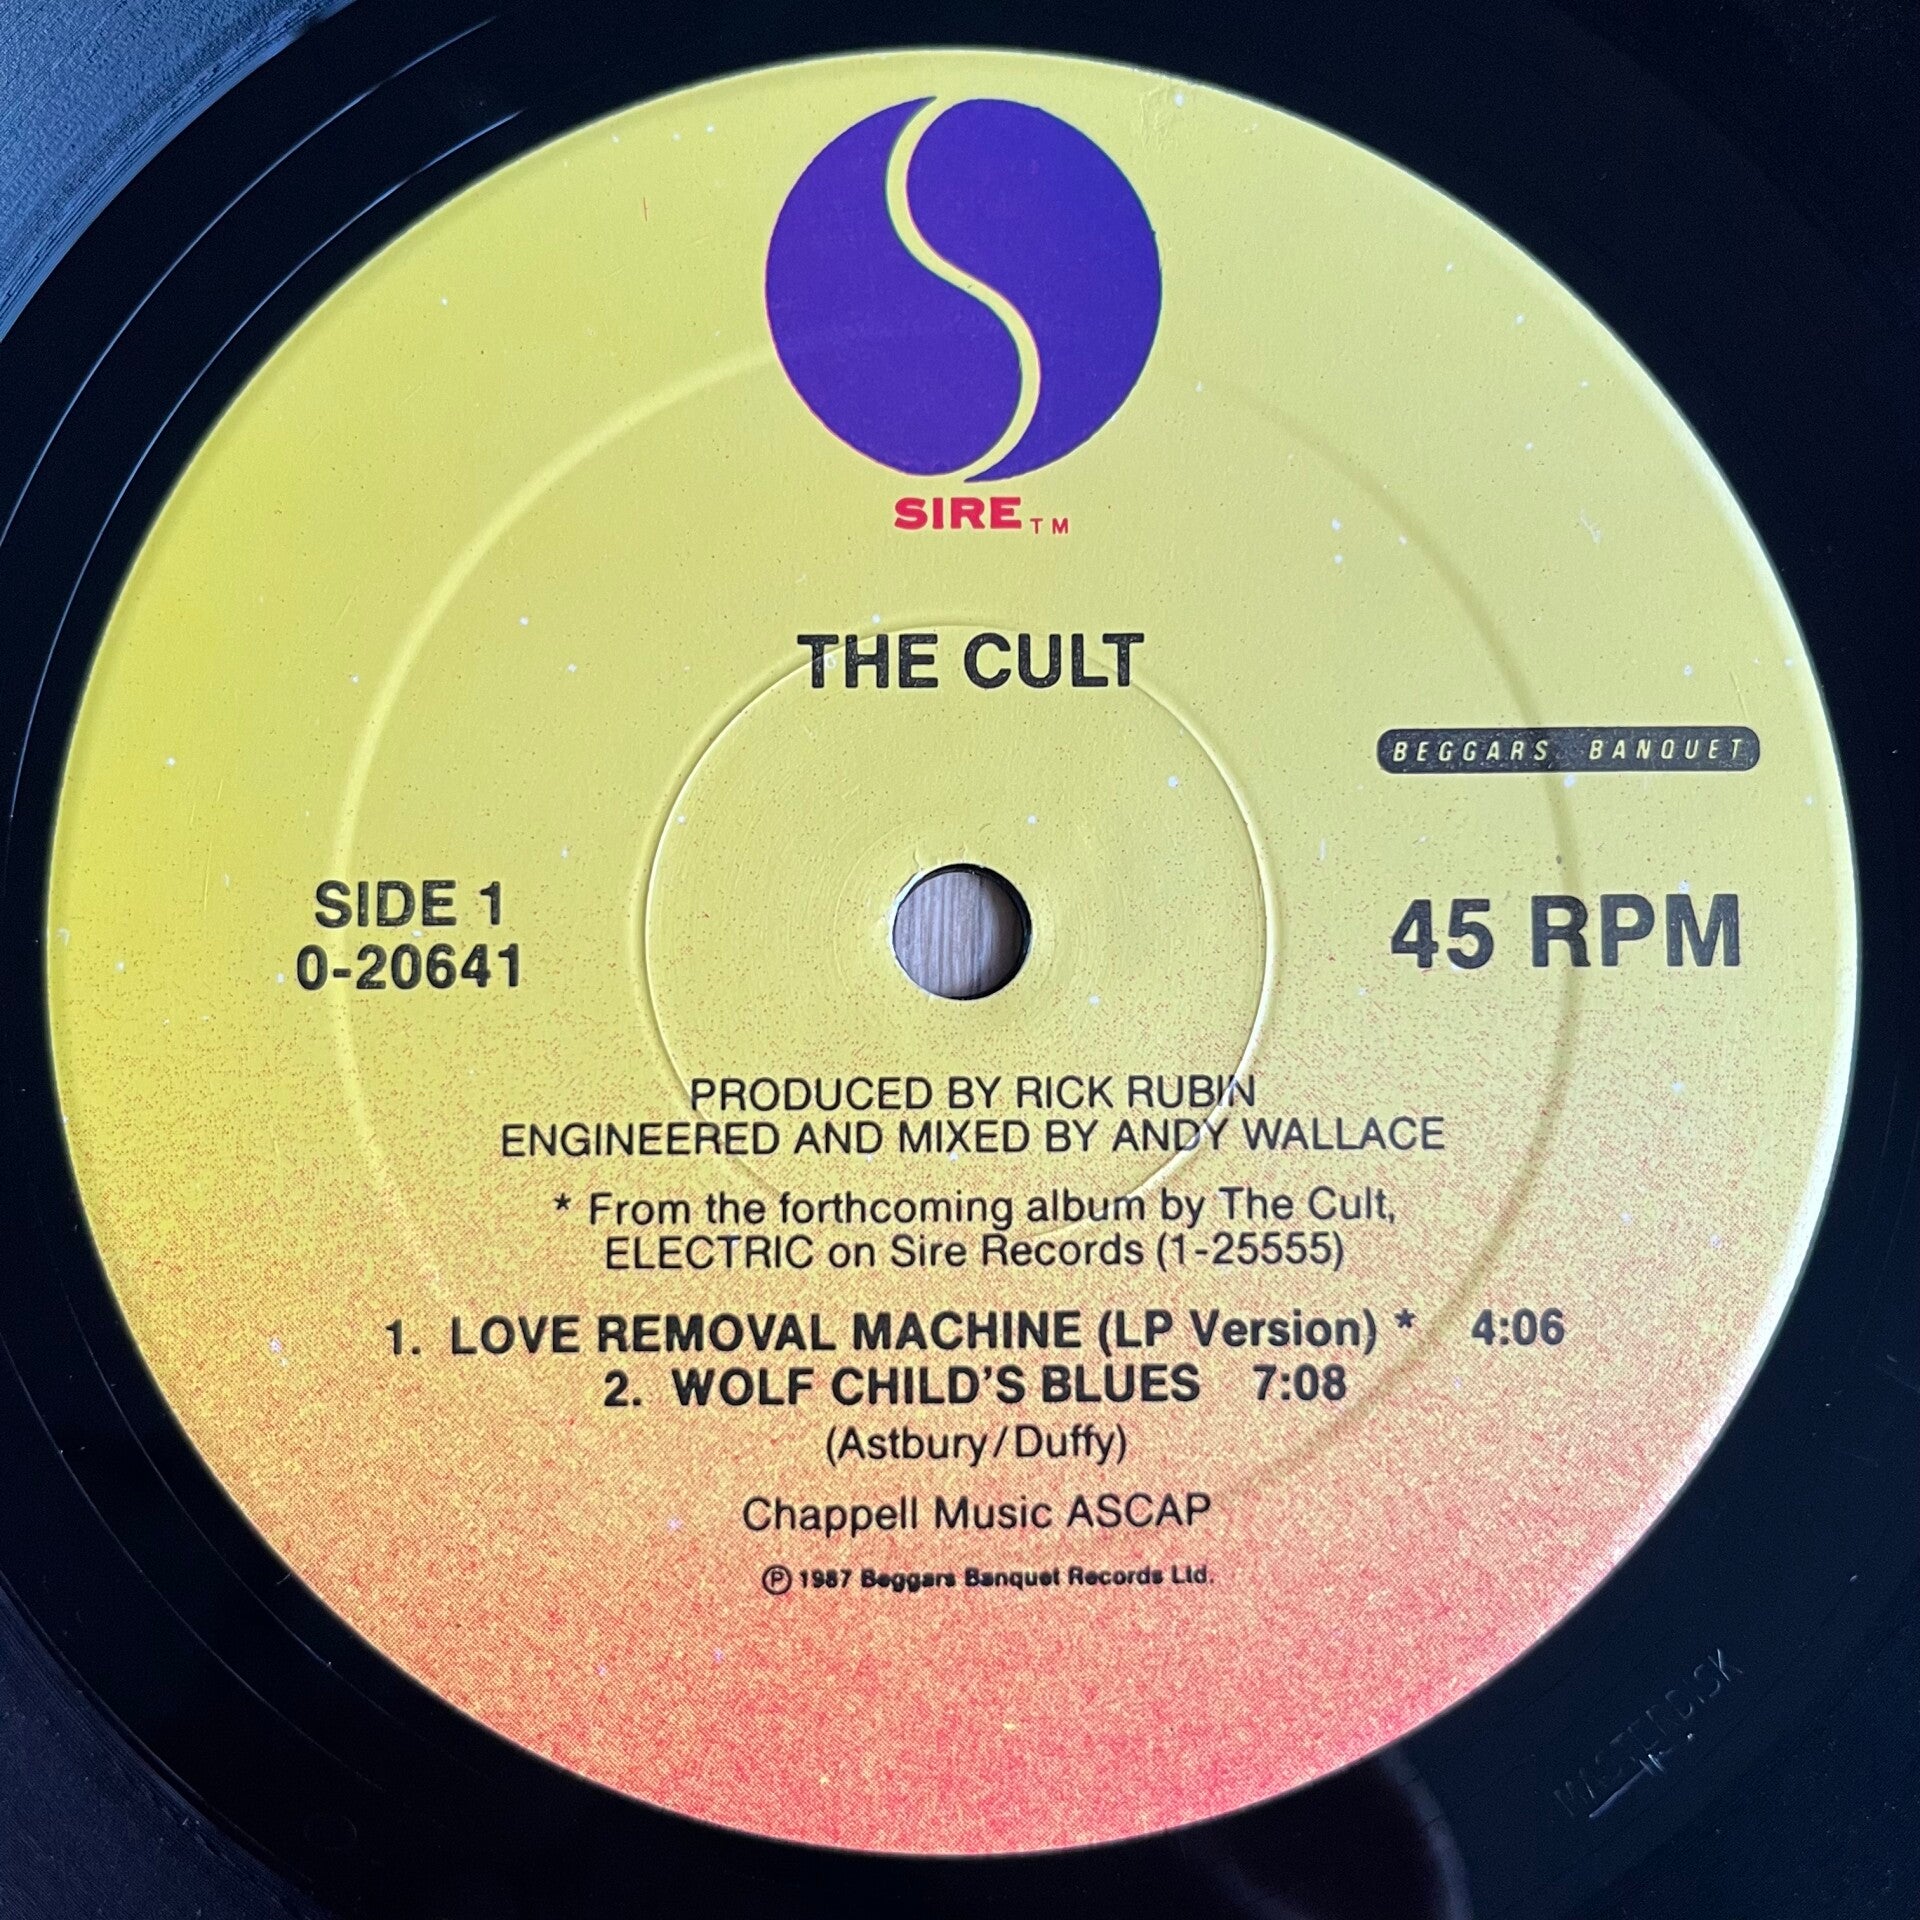 SIRE TM
THE CULT
BEGGARS BANQUET
SIDE 1
0-20641
45 RPM
PRODUCED BY RICK RUBIN
ENGINEERED AND MIXED BY ANDY WALLACE
* From the forthcoming album by The Cult,
ELECTRIC on Sire Records (1-25555)
1. LOVE REMOVAL MACHINE (LP Version) * 4:06
2. WOLF CHILD'S BLUES 7:08
(Astbury/Duffy)
Chappell Music ASCAP
Ⓟ 1987 Beggars Banquet Records Ltd.
MASTERDISK